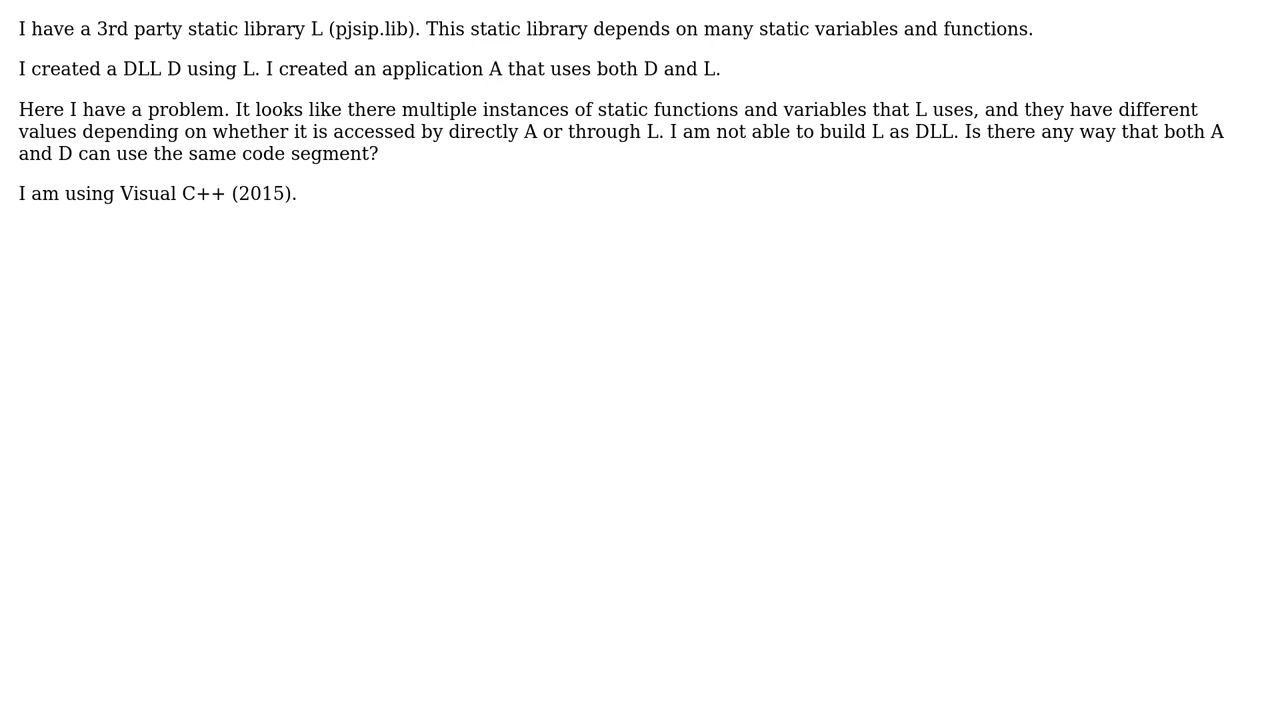 I have a 3rd party static library L (pjsip.lib). This static library depends on many static variables and functions.
I created a DLL D using L. I created an application A that uses both D and L.
Here I have a problem. It looks like there multiple instances of static functions and variables that L uses, and they have different
values depending on whether it is accessed by directly A or through L. I am not able to build L as DLL. Is there any way that both A
and D can use the same code segment?
I am using Visual C++ (2015).